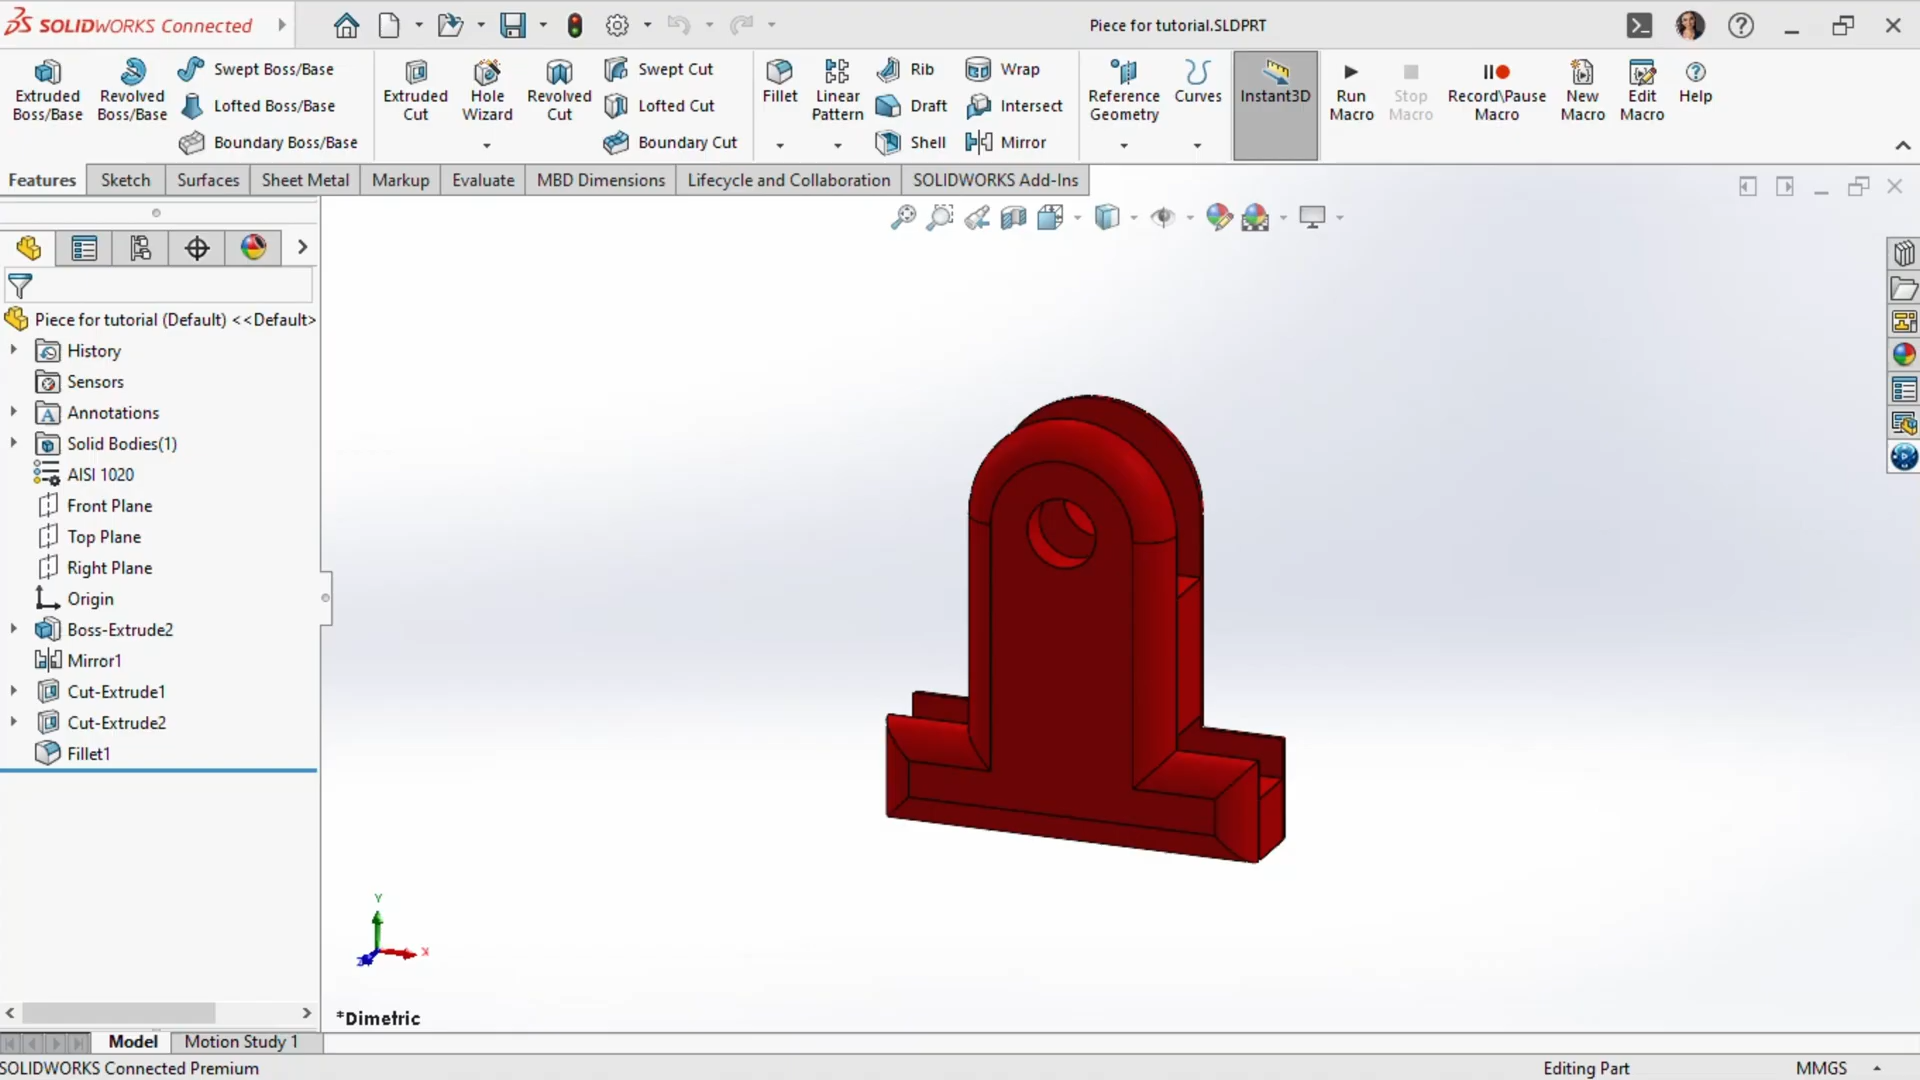 SOLIDWORKS Connected
Piece for tutorial.SLDPRT
Extruded Boss/Base
Revolved Boss/Base
Swept Boss/Base
Lofted Boss/Base
Boundary Boss/Base
Extruded Cut
Hole Wizard
Revolved Cut
Swept Cut
Lofted Cut
Boundary Cut
Fillet
Linear Pattern
Rib
Draft
Shell
Wrap
Intersect
Mirror
Reference Geometry
Curves
Instant3D
Run Macro
Stop Macro
Record\Pause Macro
New Macro
Edit Macro
Help
Features
Sketch
Surfaces
Sheet Metal
Markup
Evaluate
MBD Dimensions
Lifecycle and Collaboration
SOLIDWORKS Add-Ins
Piece for tutorial (Default) <<Default>
History
Sensors
Annotations
Solid Bodies(1)
AISI 1020
Front Plane
Top Plane
Right Plane
Origin
Boss-Extrude2
Mirror1
Cut-Extrude1
Cut-Extrude2
Fillet1
Y
X
Z
*Dimetric
Model
Motion Study 1
SOLIDWORKS Connected Premium
Editing Part
MMGS